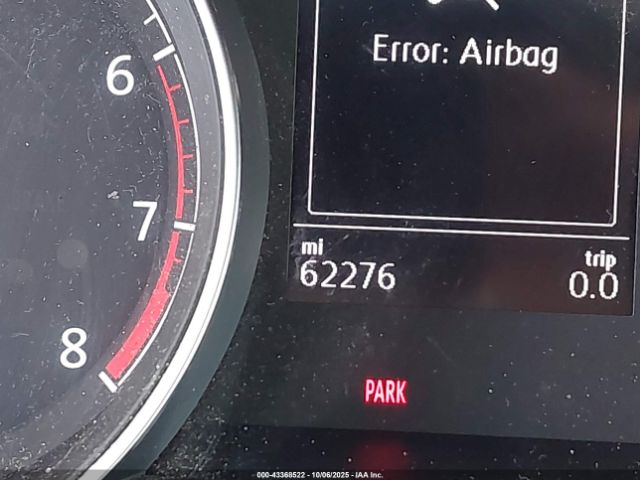 6
7
8
Error: Airbag
mi
trip
62276
0.0
PARK
000-43368522 - 10/06/2025 - IAA Inc.